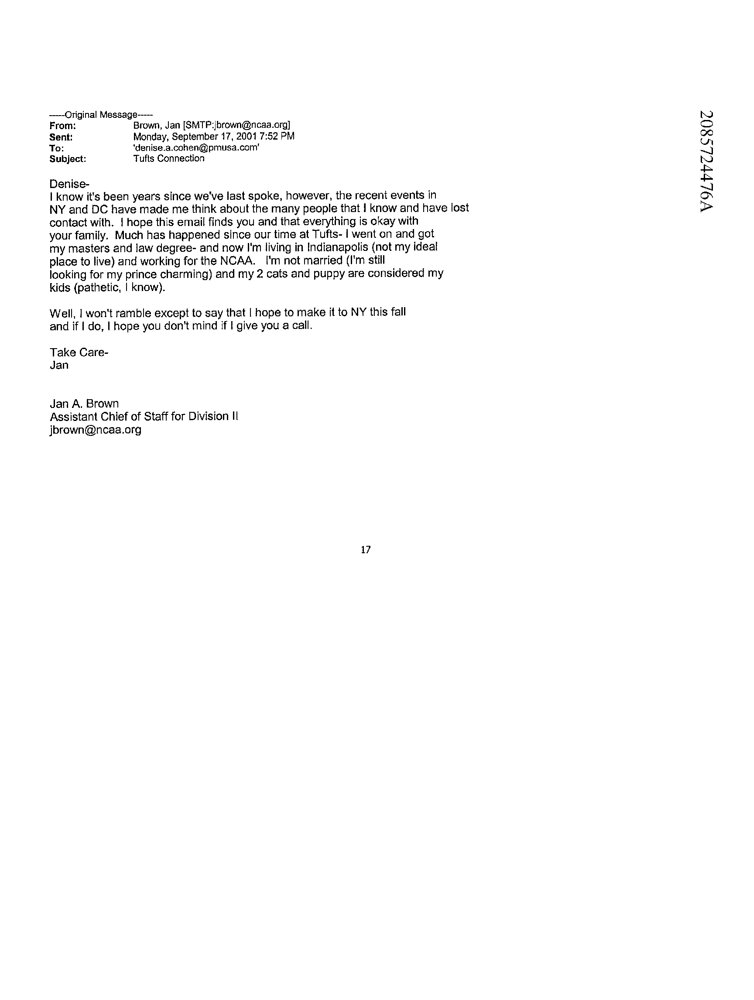 -----Original Message-----
From: Brown, Jan [SMTP:jbrown@ncaa.org]
Sent: Monday, September 17, 2001 7:52 PM
To: 'denise.a.cohen@pmusa.com'
Subject: Tufts Connection
Denise-
I know it's been years since we've last spoke, however, the recent events in
NY and DC have made me think about the many people that I know and have lost
contact with. I hope this email finds you and that everything is okay with
your family. Much has happened since our time at Tufts- I went on and got
my masters and law degree- and now I'm living in Indianapolis (not my ideal
place to live) and working for the NCAA. I'm not married (I'm still
looking for my prince charming) and my 2 cats and puppy are considered my
kids (pathetic, I know).
Well, I won't ramble except to say that I hope to make it to NY this fall
and if I do, I hope you don't mind if I give you a call.
Take Care-
Jan
Jan A. Brown
Assistant Chief of Staff for Division II
jbrown@ncaa.org
17
2085724476A